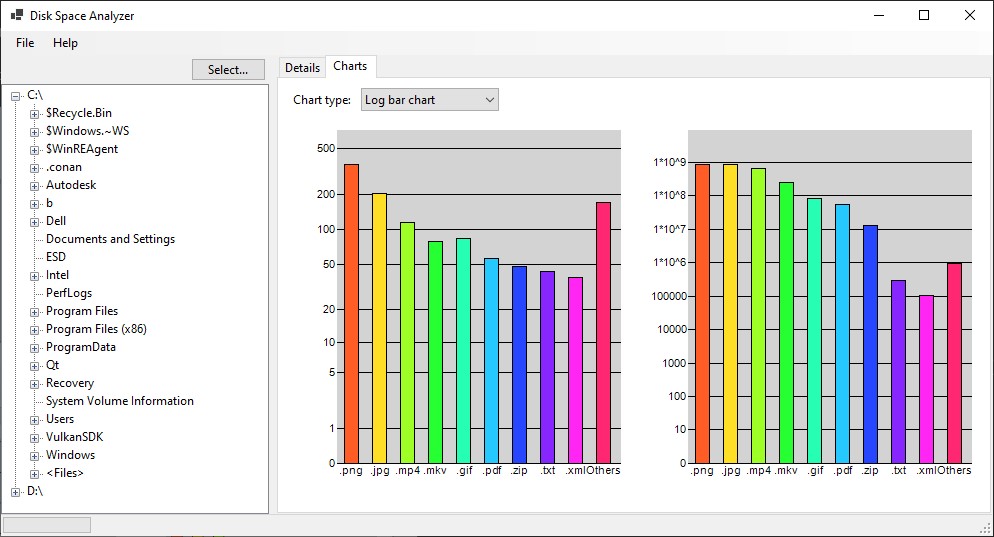 Disk Space Analyzer
File Help
Select...
Details Charts
Chart type: Log bar chart
C:\
$Recycle.Bin
$Windows.~WS
$WinREAgent
.conan
Autodesk
b
Dell
Documents and Settings
ESD
Intel
PerfLogs
Program Files
Program Files (x86)
ProgramData
Qt
Recovery
System Volume Information
Users
VulkanSDK
Windows
<Files>
D:\
500
200
100
50
20
10
5
1
0
.png .jpg .mp4 .mkv .gif .pdf .zip .txt .xml Others
1*10^9
1*10^8
1*10^7
1*10^6
100000
10000
1000
100
10
0
.png .jpg .mp4 .mkv .gif .pdf .zip .txt .xml Others